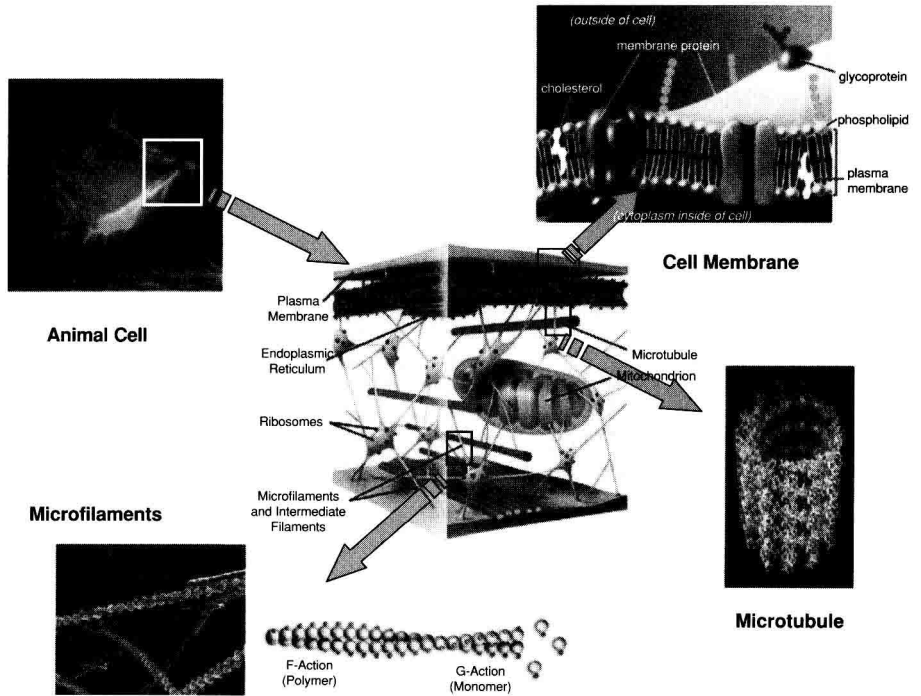 (outside of cell)
membrane protein
cholesterol
glycoprotein
phospholipid
plasma
membrane
(cytoplasm inside of cell)
Cell Membrane
Animal Cell
Plasma
Membrane
Endoplasmic
Reticulum
Ribosomes
Microfilaments
and Intermediate
Filaments
Microtubule
Mitochondrion
Microfilaments
F-Action
(Polymer)
G-Action
(Monomer)
Microtubule